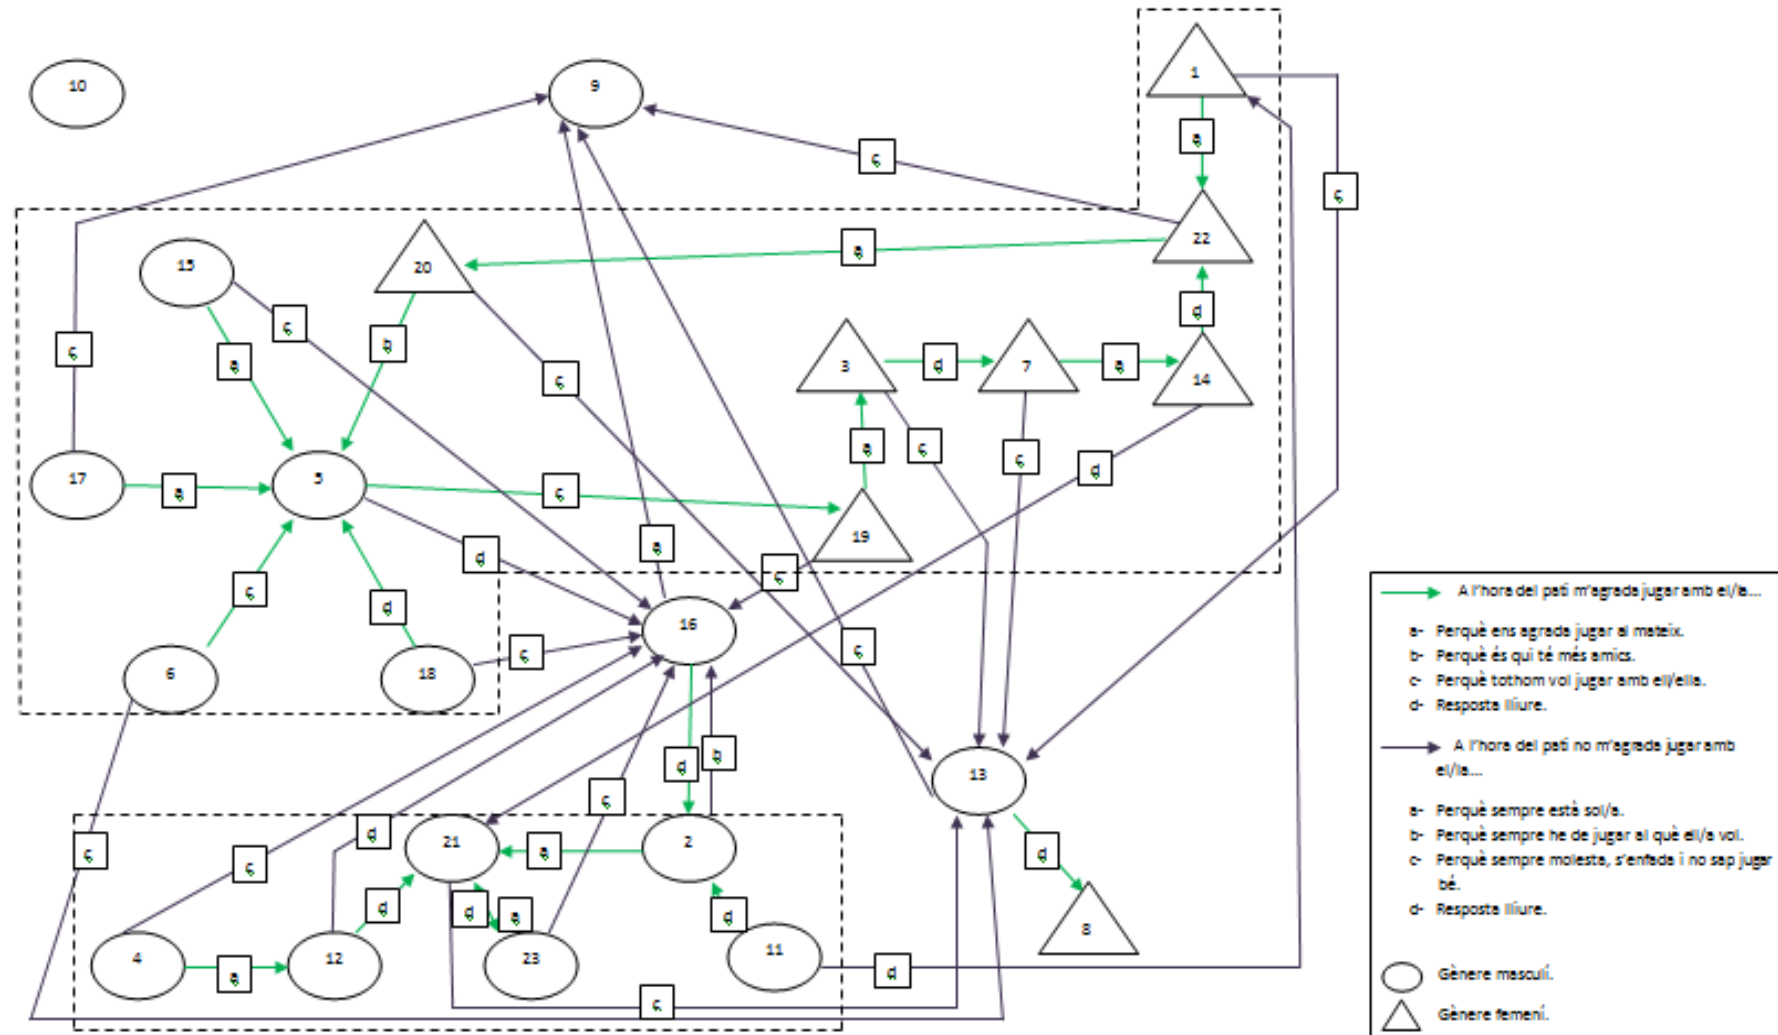 1
10
9
a
c
c
22
15
20
a
c
b
d
c
a
c
3
d
7
a
14
a
c
c
d
17
a
5
c
19
d
a
c
c
d
16
c
c
6
18
d
b
13
c
c
21
a
2
d
c
d
d
d
a
d
8
4
a
12
23
11
d
c
A l'hora del pati m'agrada jugar amb el/la...
a- Perquè ens agrada jugar al mateix.
b- Perquè és qui té més amics.
c- Perquè tothom vol jugar amb ell/ella.
d- Resposta lliure.
A l'hora del pati no m'agrada jugar amb
el/la...
a- Perquè sempre està sol/a.
b- Perquè sempre he de jugar al què ell/a vol.
c- Perquè sempre molesta, s'enfada i no sap jugar
bé.
d- Resposta lliure.
Gènere masculí.
Gènere femení.